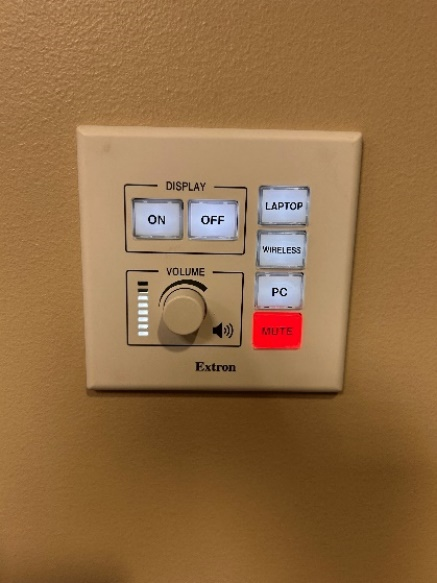 DISPLAY
ON OFF
VOLUME
LAPTOP
WIRELESS
PC
MUTE
Extron